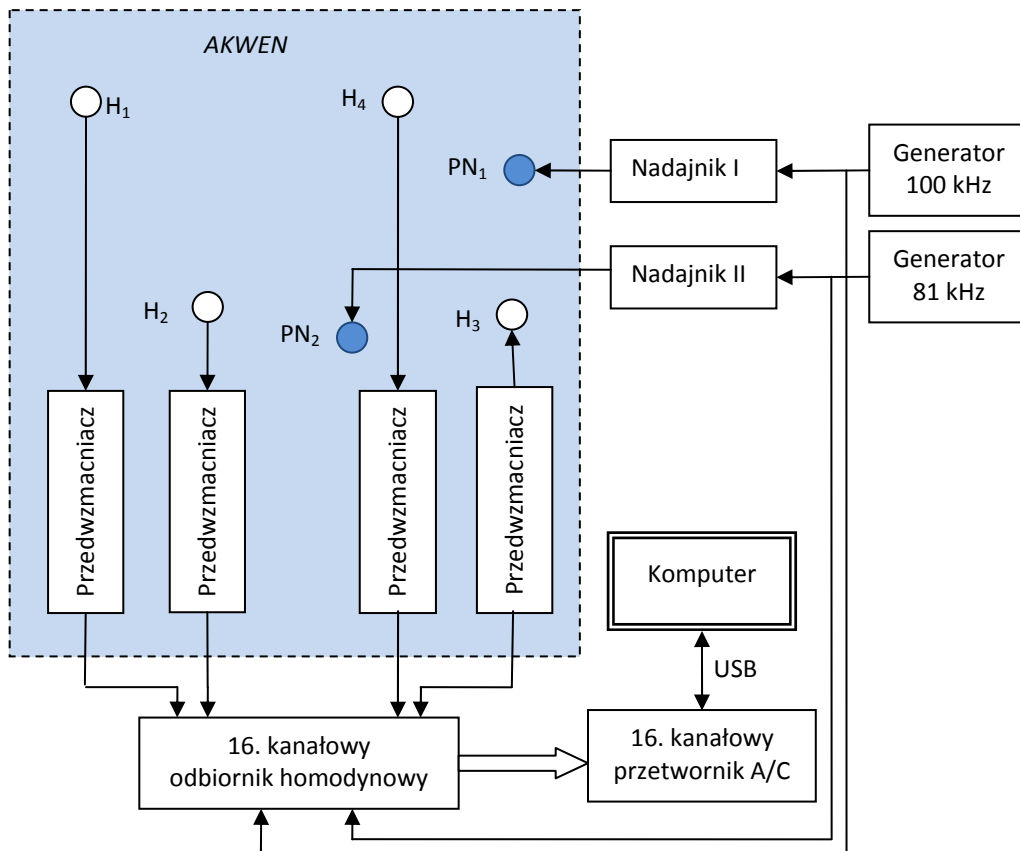 AKWEN
H₁
H₄
PN₁
Nadajnik I
Generator
100 kHz
Nadajnik II
Generator
81 kHz
H₂
PN₂
H₃
Przedwzmacniacz
Przedwzmacniacz
Przedwzmacniacz
Przedwzmacniacz
Komputer
USB
16. kanałowy
odbiornik homodynowy
16. kanałowy
przetwornik A/C